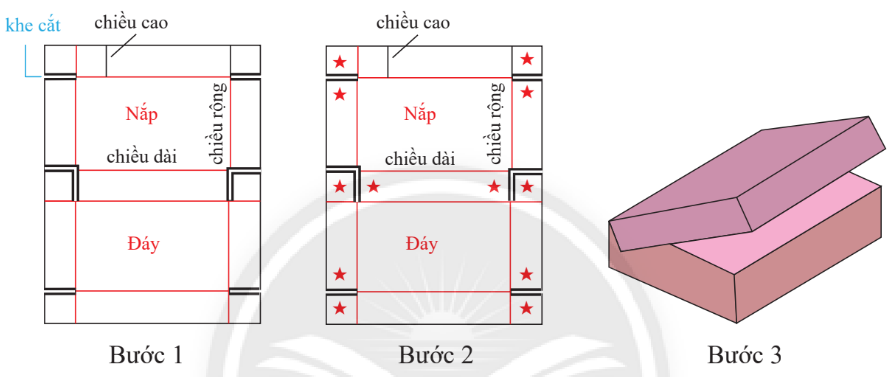 khe cắt
chiều cao
Nắp
chiều rộng
chiều dài
Đáy
Bước 1
chiều cao
Nắp
chiều rộng
chiều dài
Đáy
Bước 2
Bước 3